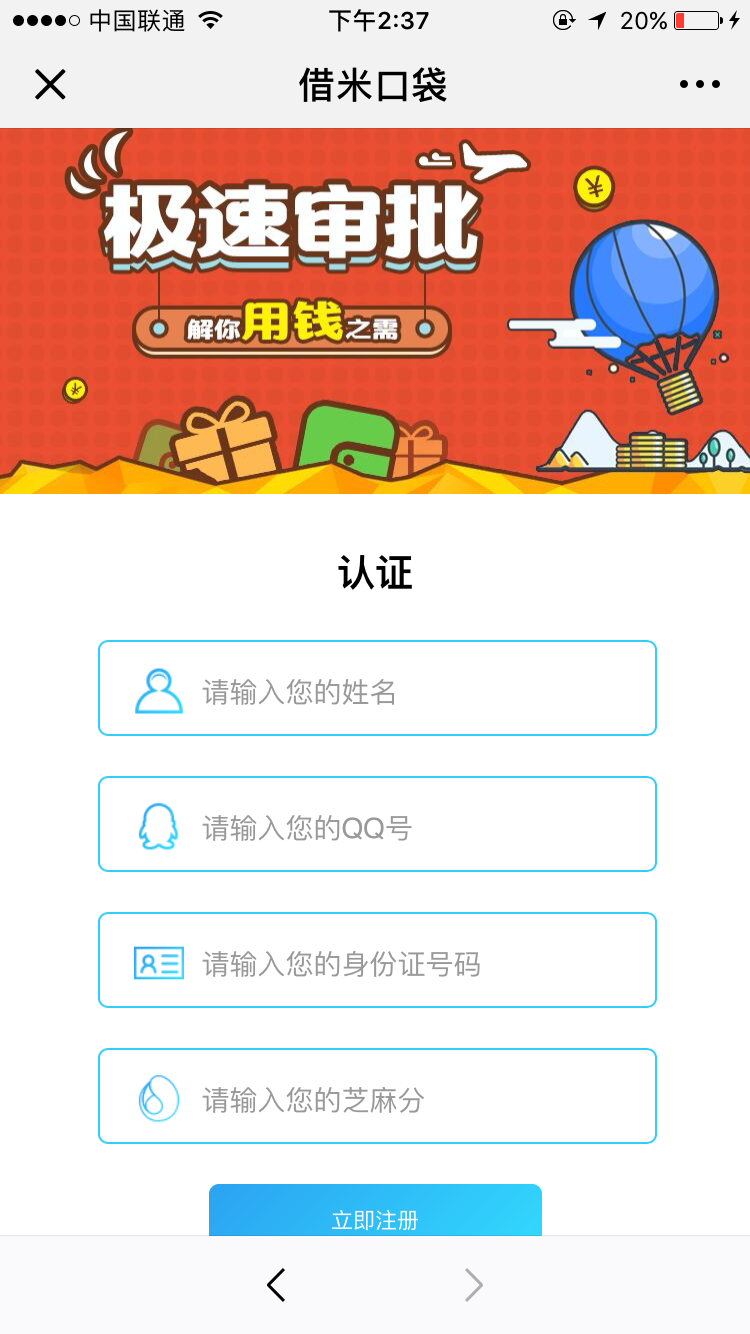 中国联通
下午2:37
20%
借米口袋
极速审批
解你用钱之需
认证
请输入您的姓名
请输入您的QQ号
请输入您的身份证号码
请输入您的芝麻分
立即注册